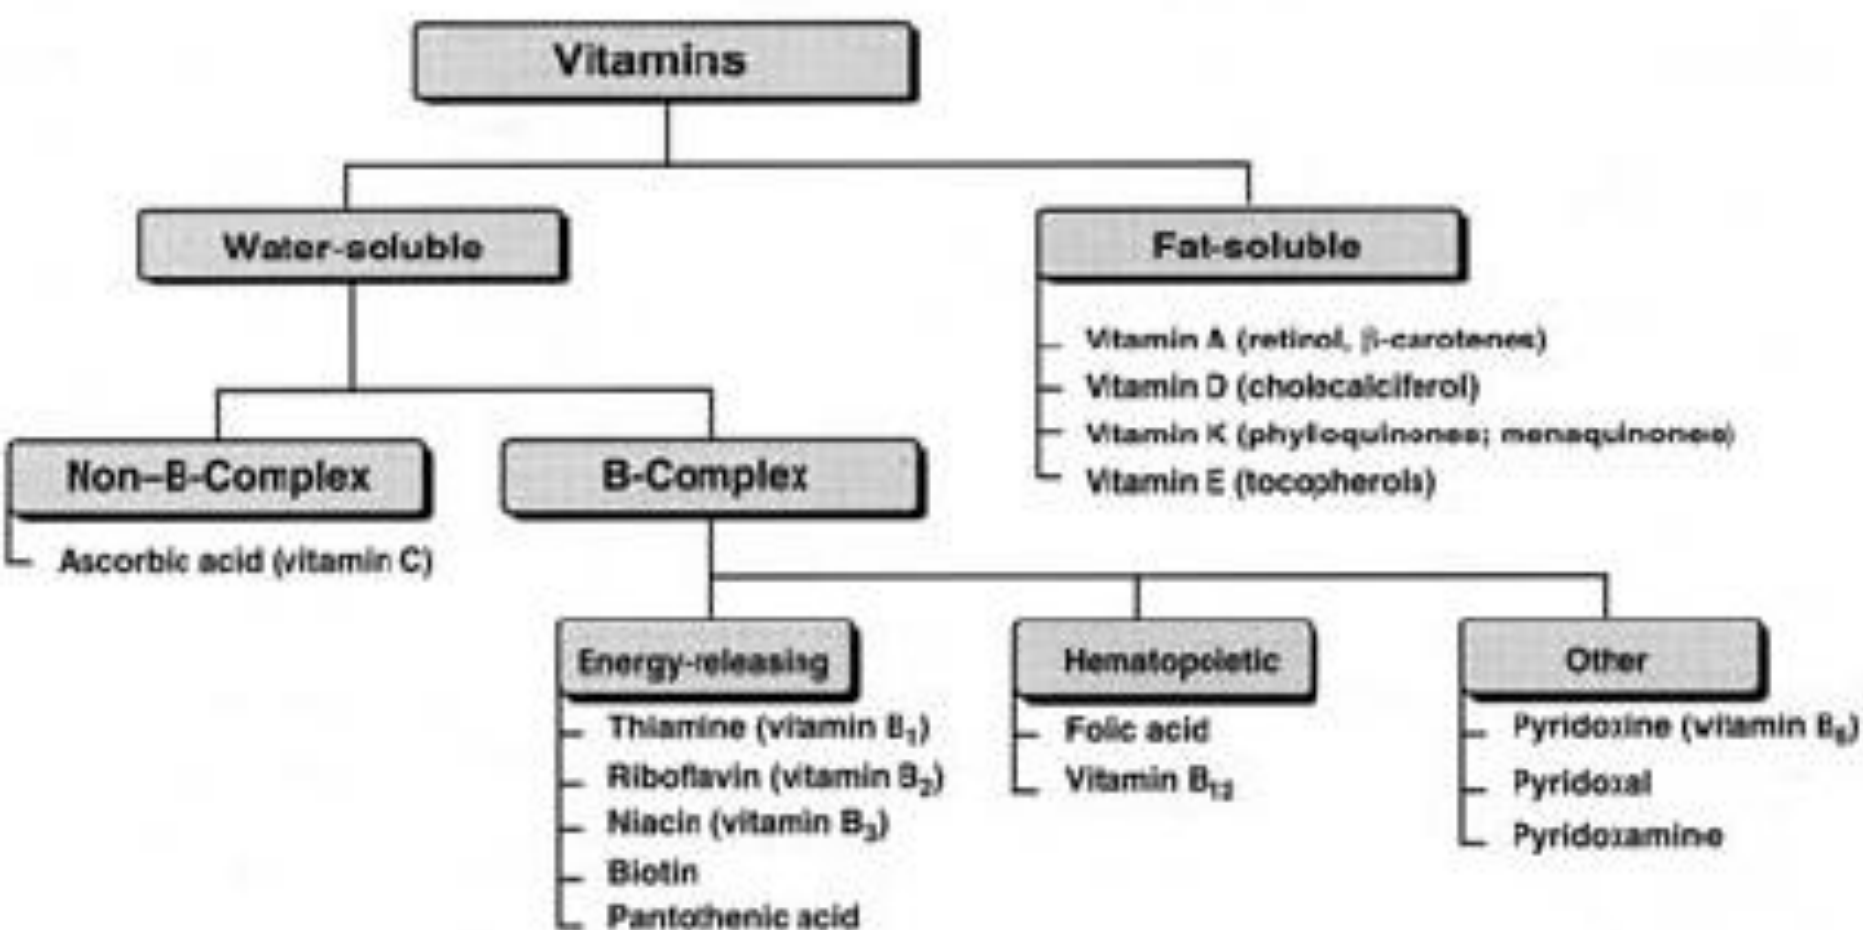 Vitamins
Water-soluble
Fat-soluble
Vitamin A (retinol, β-carotenes)
Vitamin D (cholecalciferol)
Vitamin K (phylloquinones; menaquinones)
Vitamin E (tocopherols)
Non–B-Complex
B-Complex
Ascorbic acid (vitamin C)
Energy-releasing
Hematopoietic
Other
Thiamine (vitamin B₁)
Riboflavin (vitamin B₂)
Niacin (vitamin B₃)
Biotin
Pantothenic acid
Folic acid
Vitamin B₁₂
Pyridoxine (vitamin B₆)
Pyridoxal
Pyridoxamine